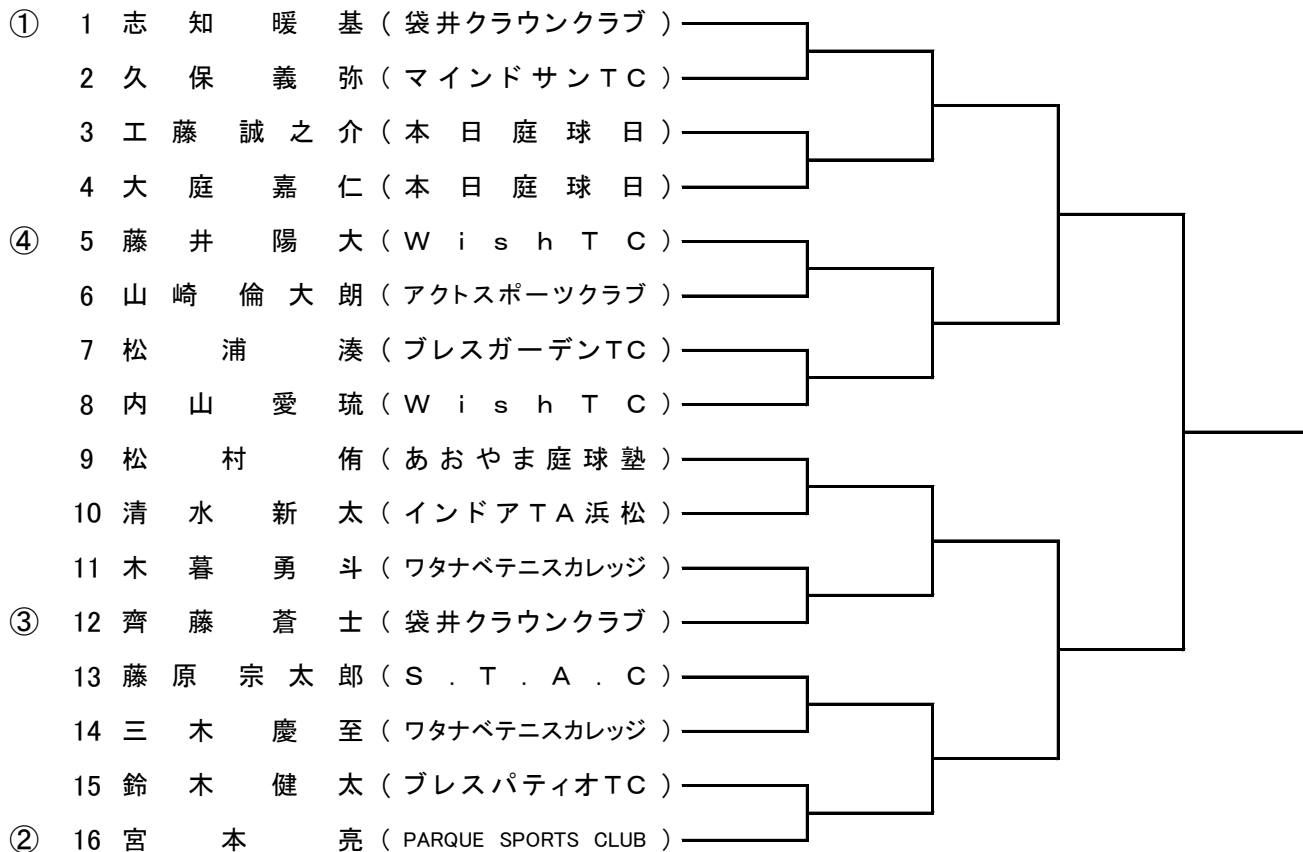 ① 1 志知暖基 (袋井クラウンクラブ)
2 久保義弥 (マインドサンTC)
3 工藤誠之介 (本日庭球日)
4 大庭嘉仁 (本日庭球日)
④ 5 藤井陽大 (WishTC)
6 山崎倫大朗 (アクトスポーツクラブ)
7 松浦湊 (ブレスガーデンTC)
8 内山愛琉 (WishTC)
9 松村侑 (あおやま庭球塾)
10 清水新太 (インドアTA浜松)
11 木暮勇斗 (ワタナベテニスカレッジ)
③ 12 齊藤蒼士 (袋井クラウンクラブ)
13 藤原宗太郎 (S.T.A.C)
14 三木慶至 (ワタナベテニスカレッジ)
15 鈴木健太 (ブレスパティオTC)
② 16 宮本亮 (PARQUE SPORTS CLUB)